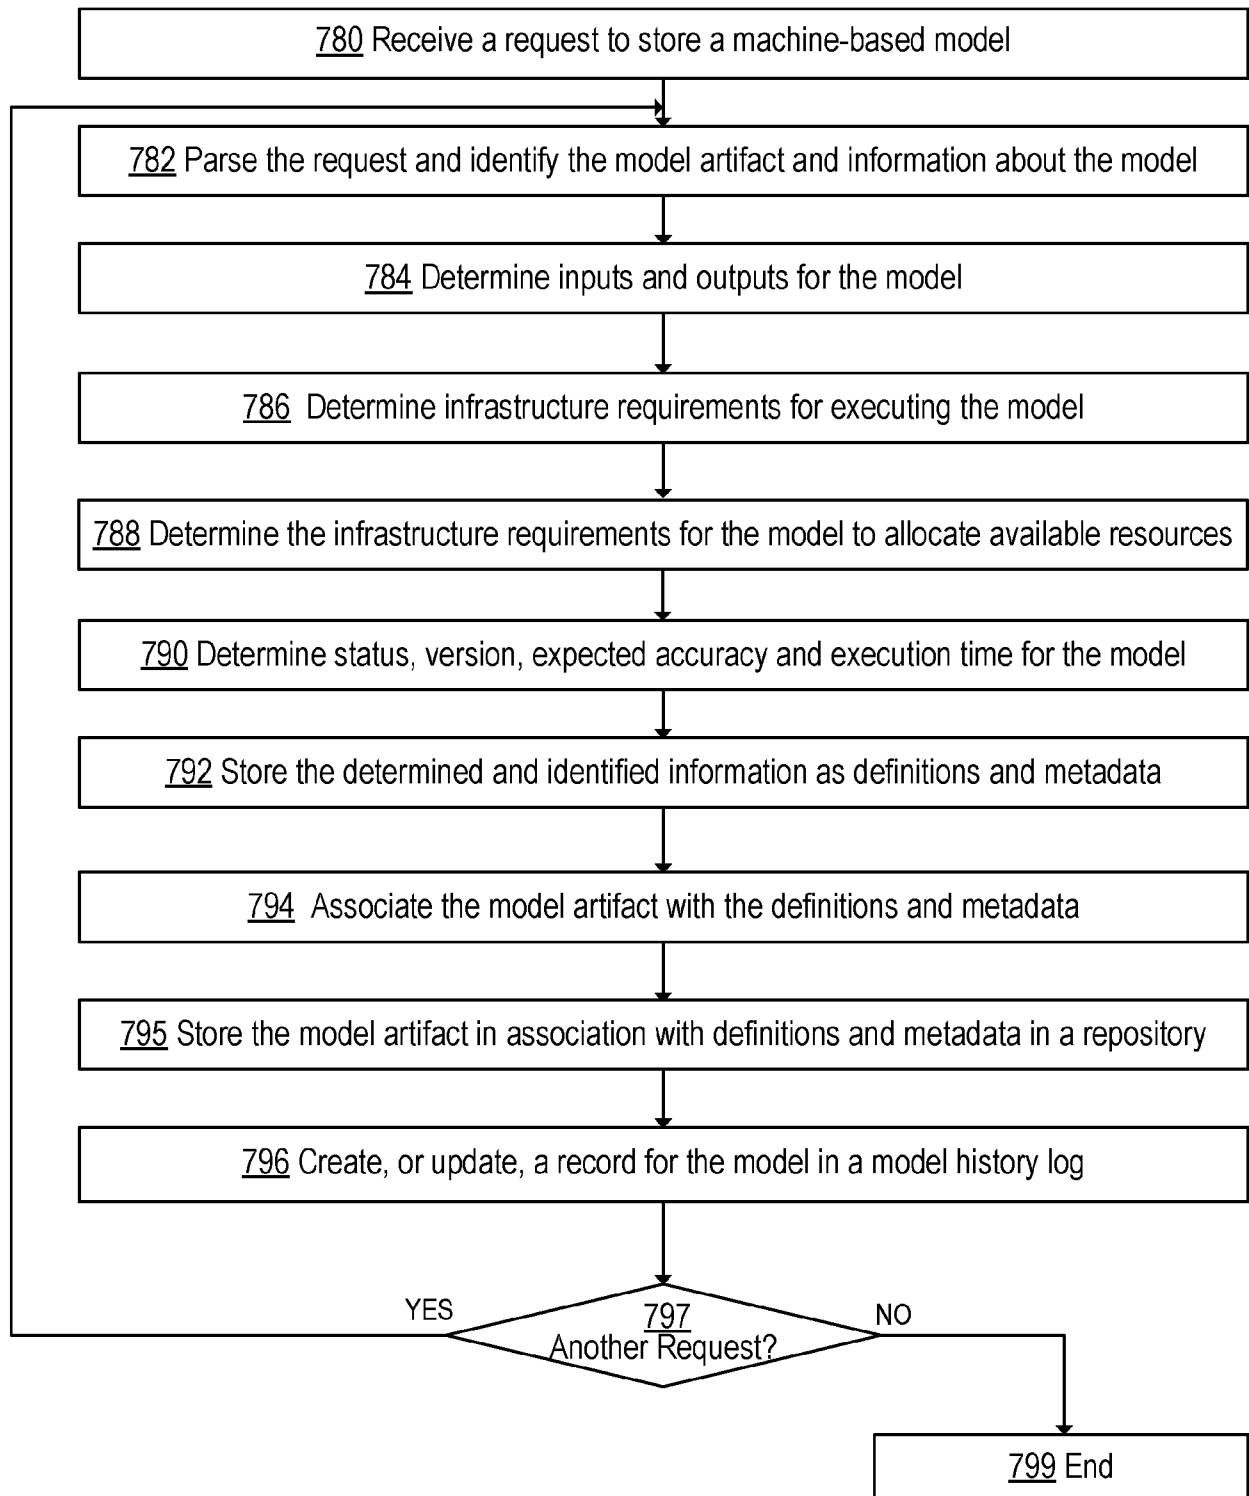 780 Receive a request to store a machine-based model
782 Parse the request and identify the model artifact and information about the model
784 Determine inputs and outputs for the model
786 Determine infrastructure requirements for executing the model
788 Determine the infrastructure requirements for the model to allocate available resources
790 Determine status, version, expected accuracy and execution time for the model
792 Store the determined and identified information as definitions and metadata
794 Associate the model artifact with the definitions and metadata
795 Store the model artifact in association with definitions and metadata in a repository
796 Create, or update, a record for the model in a model history log
YES
797
NO
Another Request?
799 End